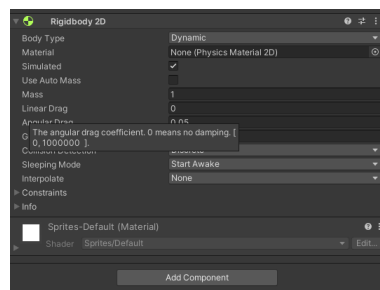 Rigidbody 2D
Body Type Dynamic
Material None (Physics Material 2D)
Simulated
Use Auto Mass
Mass 1
Linear Drag 0
Angular Drag 0.05
The angular drag coefficient. 0 means no damping. [
0, 1000000 ].
G
Collision Detection Discrete
Sleeping Mode Start Awake
Interpolate None
Constraints
Info
Sprites-Default (Material)
Shader Sprites/Default Edit...
Add Component